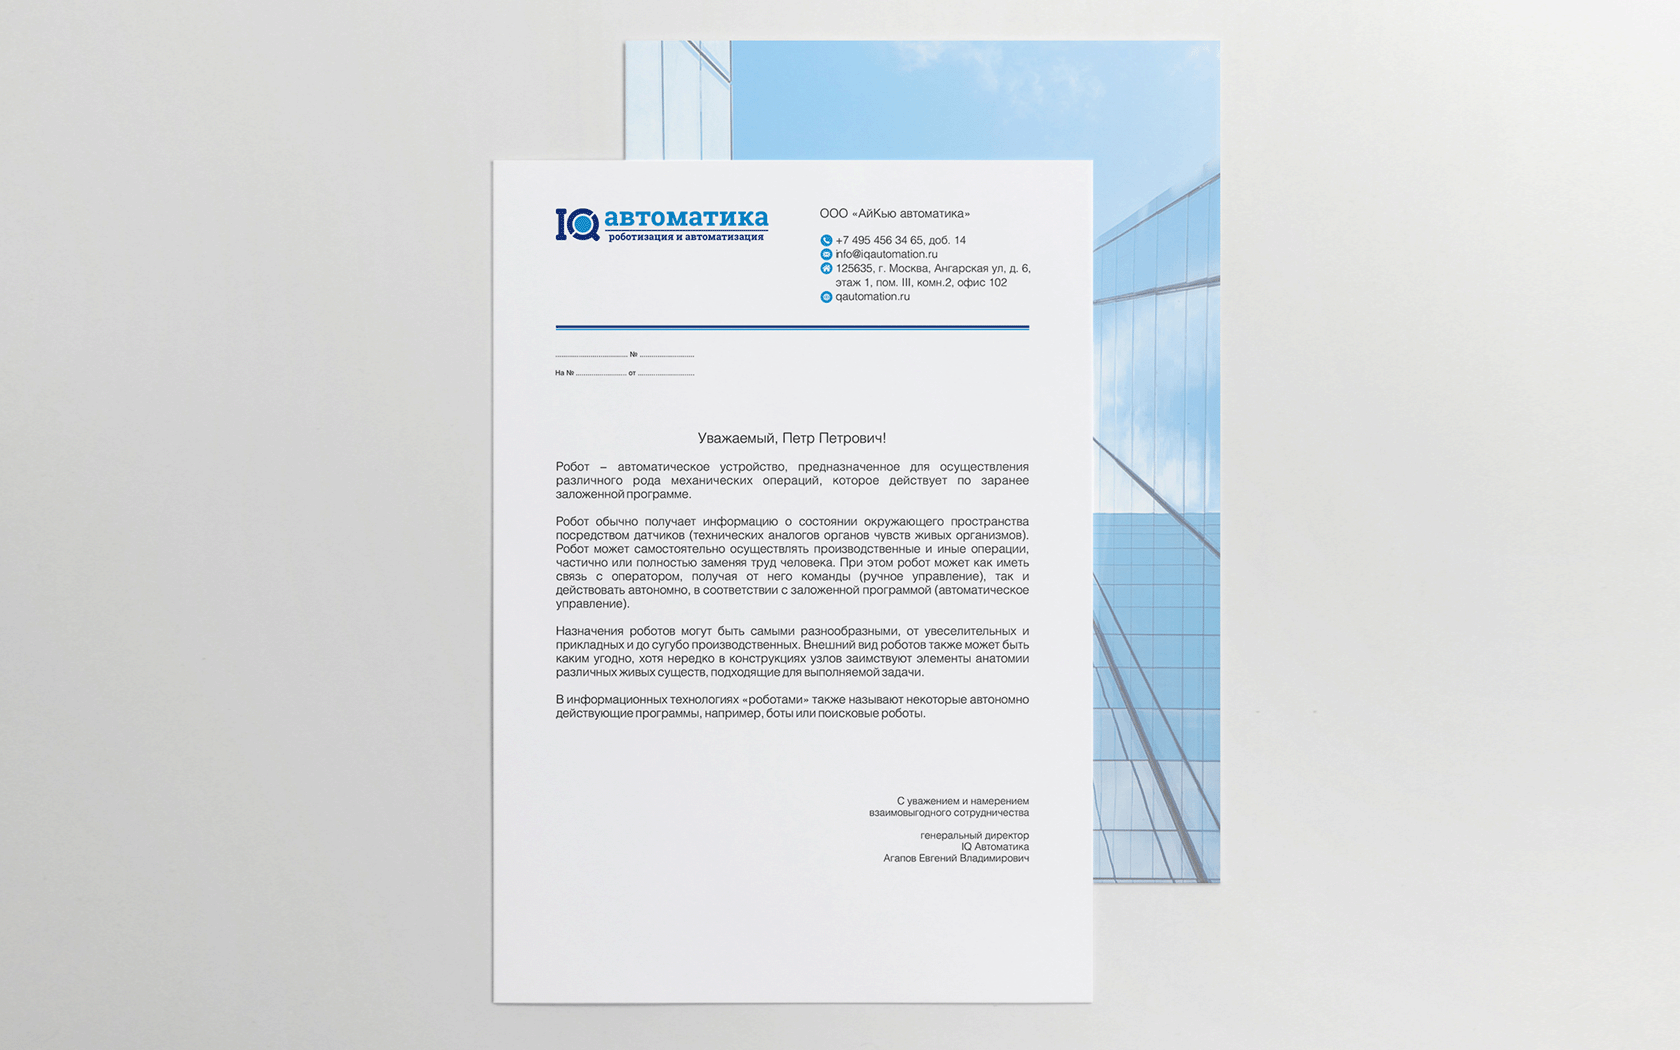 IQ автоматика
роботизация и автоматизация
ООО «АйКью автоматика»
+7 495 456 34 65, доб. 14
info@iqautomation.ru
125635, г. Москва, Ангарская ул, д. 6,
этаж 1, пом. III, комн.2, офис 102
qautomation.ru
.................................... № ...........................
На № ......................... от ............................
Уважаемый, Петр Петрович!
Робот – автоматическое устройство, предназначенное для осуществления
различного рода механических операций, которое действует по заранее
заложенной программе.
Робот обычно получает информацию о состоянии окружающего пространства
посредством датчиков (технических аналогов органов чувств живых организмов).
Робот может самостоятельно осуществлять производственные и иные операции,
частично или полностью заменяя труд человека. При этом робот может как иметь
связь с оператором, получая от него команды (ручное управление), так и
действовать автономно, в соответствии с заложенной программой (автоматическое
управление).
Назначения роботов могут быть самыми разнообразными, от увеселительных и
прикладных и до сугубо производственных. Внешний вид роботов также может быть
каким угодно, хотя нередко в конструкциях узлов заимствуют элементы анатомии
различных живых существ, подходящие для выполняемой задачи.
В информационных технологиях «роботами» также называют некоторые автономно
действующие программы, например, боты или поисковые роботы.
С уважением и намерением
взаимовыгодного сотрудничества
генеральный директор
IQ Автоматика
Агапов Евгений Владимирович